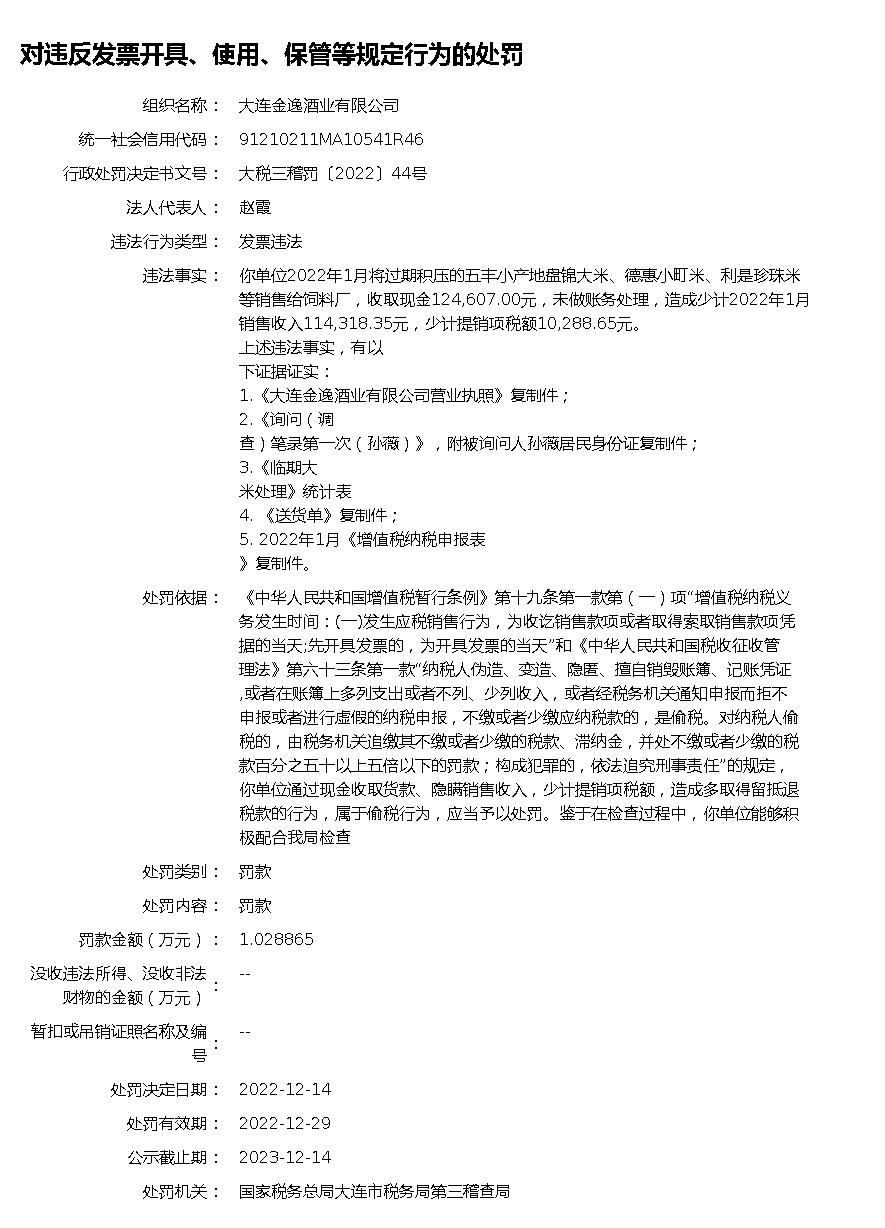 对违反发票开具、使用、保管等规定行为的处罚
组织名称： 大连金逸酒业有限公司
统一社会信用代码： 91210211MA10541R46
行政处罚决定书文号： 大税三稽罚〔2022〕44号
法人代表人： 赵霞
违法行为类型： 发票违法
违法事实： 你单位2022年1月将过期积压的五丰小产地盘锦大米、德惠小町米、利是珍珠米
等销售给饲料厂，收取现金124,607.00元，未做账务处理，造成少计2022年1月
销售收入114,318.35元，少计提销项税额10,288.65元。
上述违法事实，有以
下证据证实：
1.《大连金逸酒业有限公司营业执照》复制件；
2.《询问（调
查）笔录第一次（孙薇）》，附被询问人孙薇居民身份证复制件；
3.《临期大
米处理》统计表
4. 《送货单》复制件；
5. 2022年1月《增值税纳税申报表
》复制件。
处罚依据： 《中华人民共和国增值税暂行条例》第十九条第一款第（一）项“增值税纳税义
务发生时间：(一)发生应税销售行为，为收讫销售款项或者取得索取销售款项凭
据的当天;先开具发票的，为开具发票的当天”和《中华人民共和国税收征收管
理法》第六十三条第一款“纳税人伪造、变造、隐匿、擅自销毁账簿、记账凭证
,或者在账簿上多列支出或者不列、少列收入，或者经税务机关通知申报而拒不
申报或者进行虚假的纳税申报，不缴或者少缴应纳税款的，是偷税。对纳税人偷
税的，由税务机关追缴其不缴或者少缴的税款、滞纳金，并处不缴或者少缴的税
款百分之五十以上五倍以下的罚款；构成犯罪的，依法追究刑事责任”的规定，
你单位通过现金收取货款、隐瞒销售收入，少计提销项税额，造成多取得留抵退
税款的行为，属于偷税行为，应当予以处罚。鉴于在检查过程中，你单位能够积
极配合我局检查
处罚类别： 罚款
处罚内容： 罚款
罚款金额（万元）： 1.028865
没收违法所得、没收非法
财物的金额（万元）： --
暂扣或吊销证照名称及编
号： --
处罚决定日期： 2022-12-14
处罚有效期： 2022-12-29
公示截止期： 2023-12-14
处罚机关： 国家税务总局大连市税务局第三稽查局